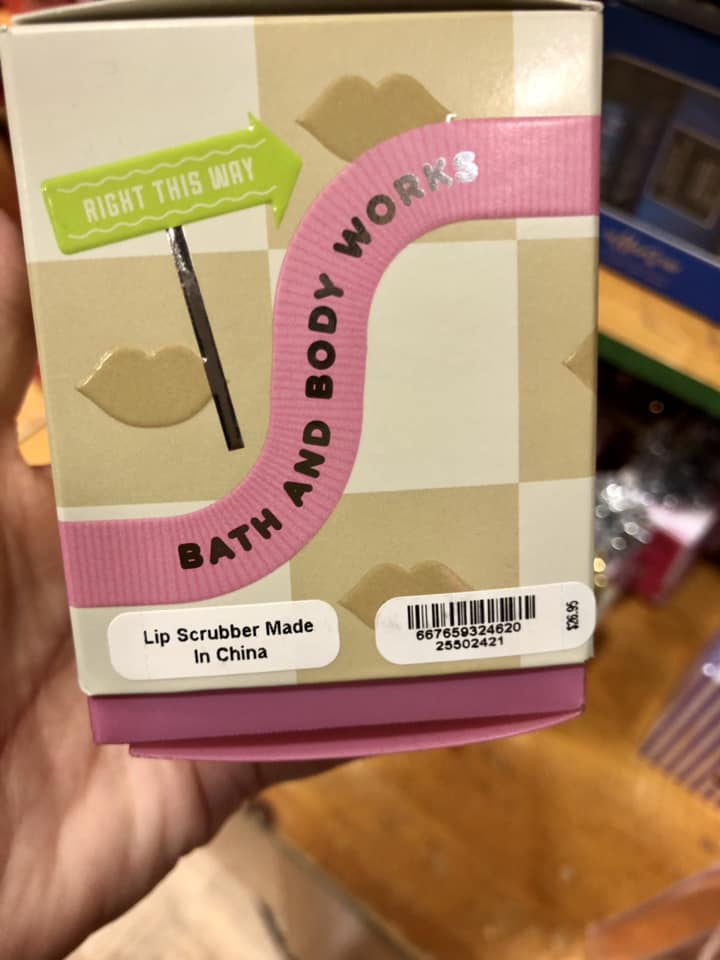 RIGHT THIS WAY
BATH AND BODY WORKS
Lip Scrubber Made
In China
667659324620
25502421
$26.95